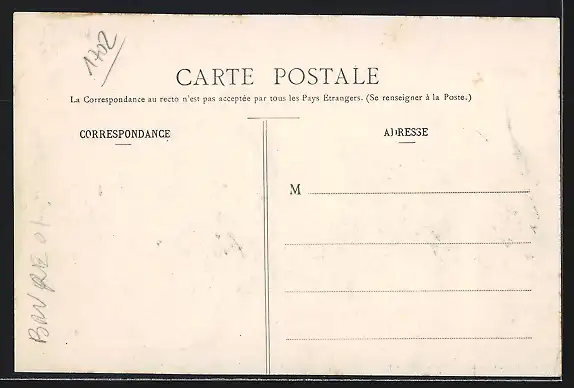 1702
CARTE POSTALE
La Correspondance au recto n'est pas acceptée par tous les Pays Etrangers. (Se renseigner à la Poste.)
CORRESPONDANCE
ADRESSE
M